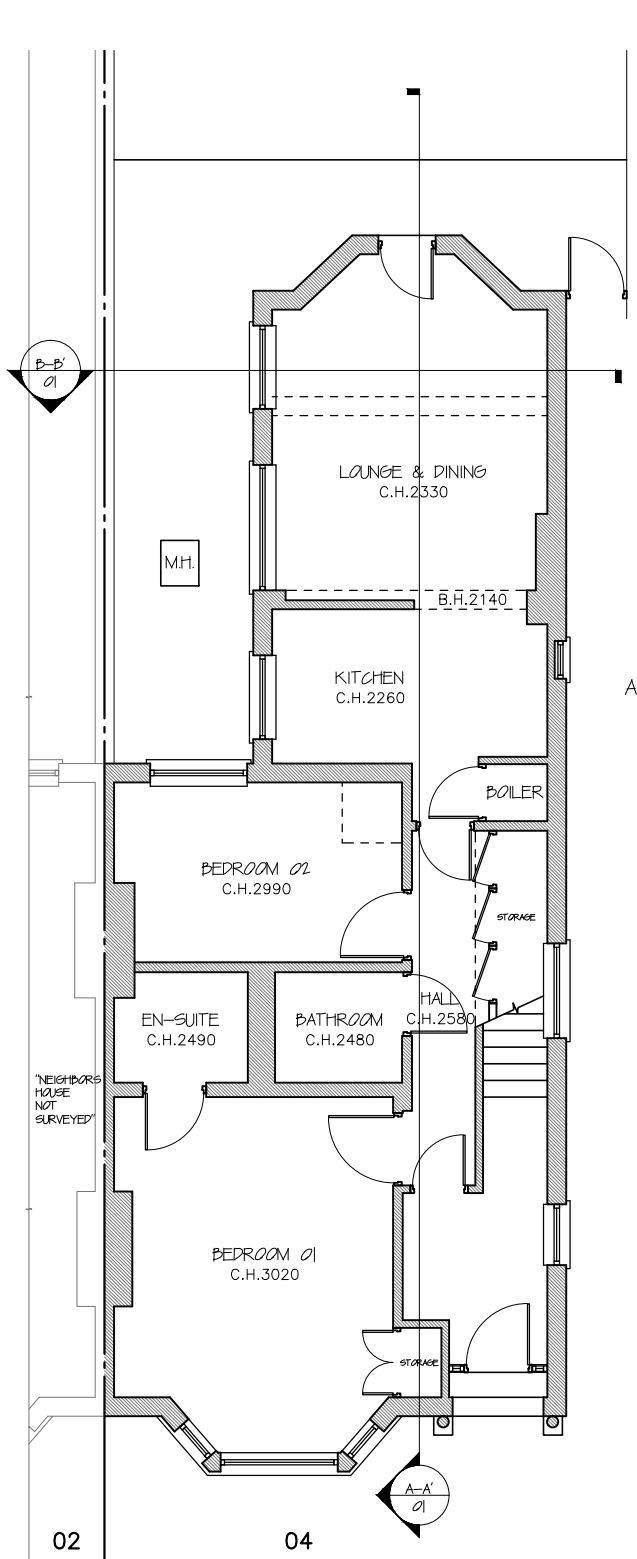 B-B'
01
LOUNGE & DINING
C.H.2330
M.H.
B.H.2140
KITCHEN
C.H.2260
A
BOILER
BEDROOM 02
C.H.2990
STORAGE
EN-SUITE
C.H.2490
BATHROOM
C.H.2480
HALL
C.H.2580
"NEIGHBORS
HOUSE
NOT
SURVEYED"
BEDROOM 01
C.H.3020
STORAGE
A-A'
01
02
04